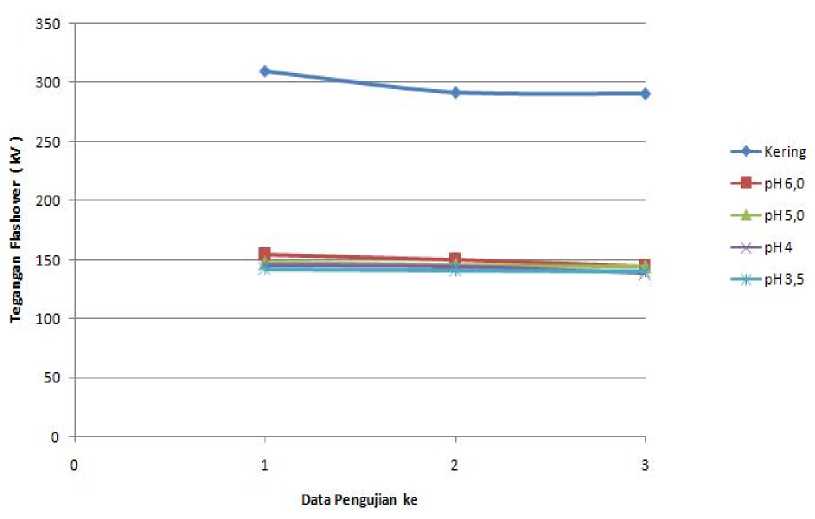 350
300
250
200
150
100
50
0
0 1 2 3
Tegangan Flashover ( kV )
Data Pengujian ke
Kering
pH 6,0
pH 5,0
pH 4
pH 3,5